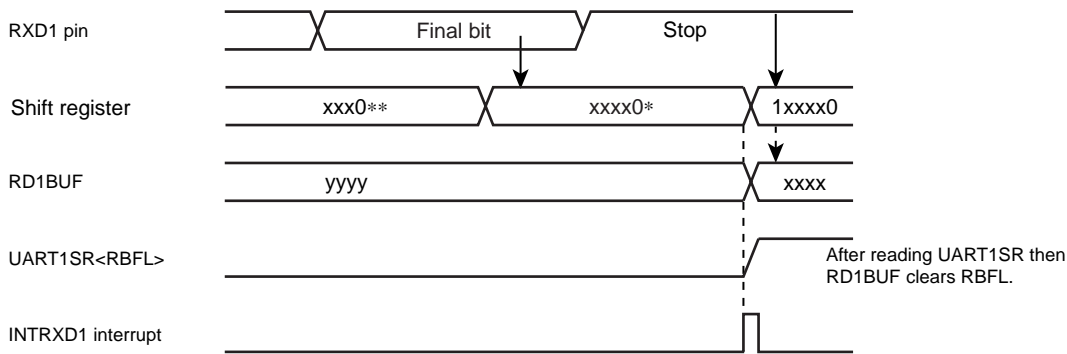 RXD1 pin
Final bit
Stop
Shift register
xxx0**
xxxx0*
1xxxx0
RD1BUF
yyyy
xxxx
UART1SR<RBFL>
After reading UART1SR then
RD1BUF clears RBFL.
INTRXD1 interrupt